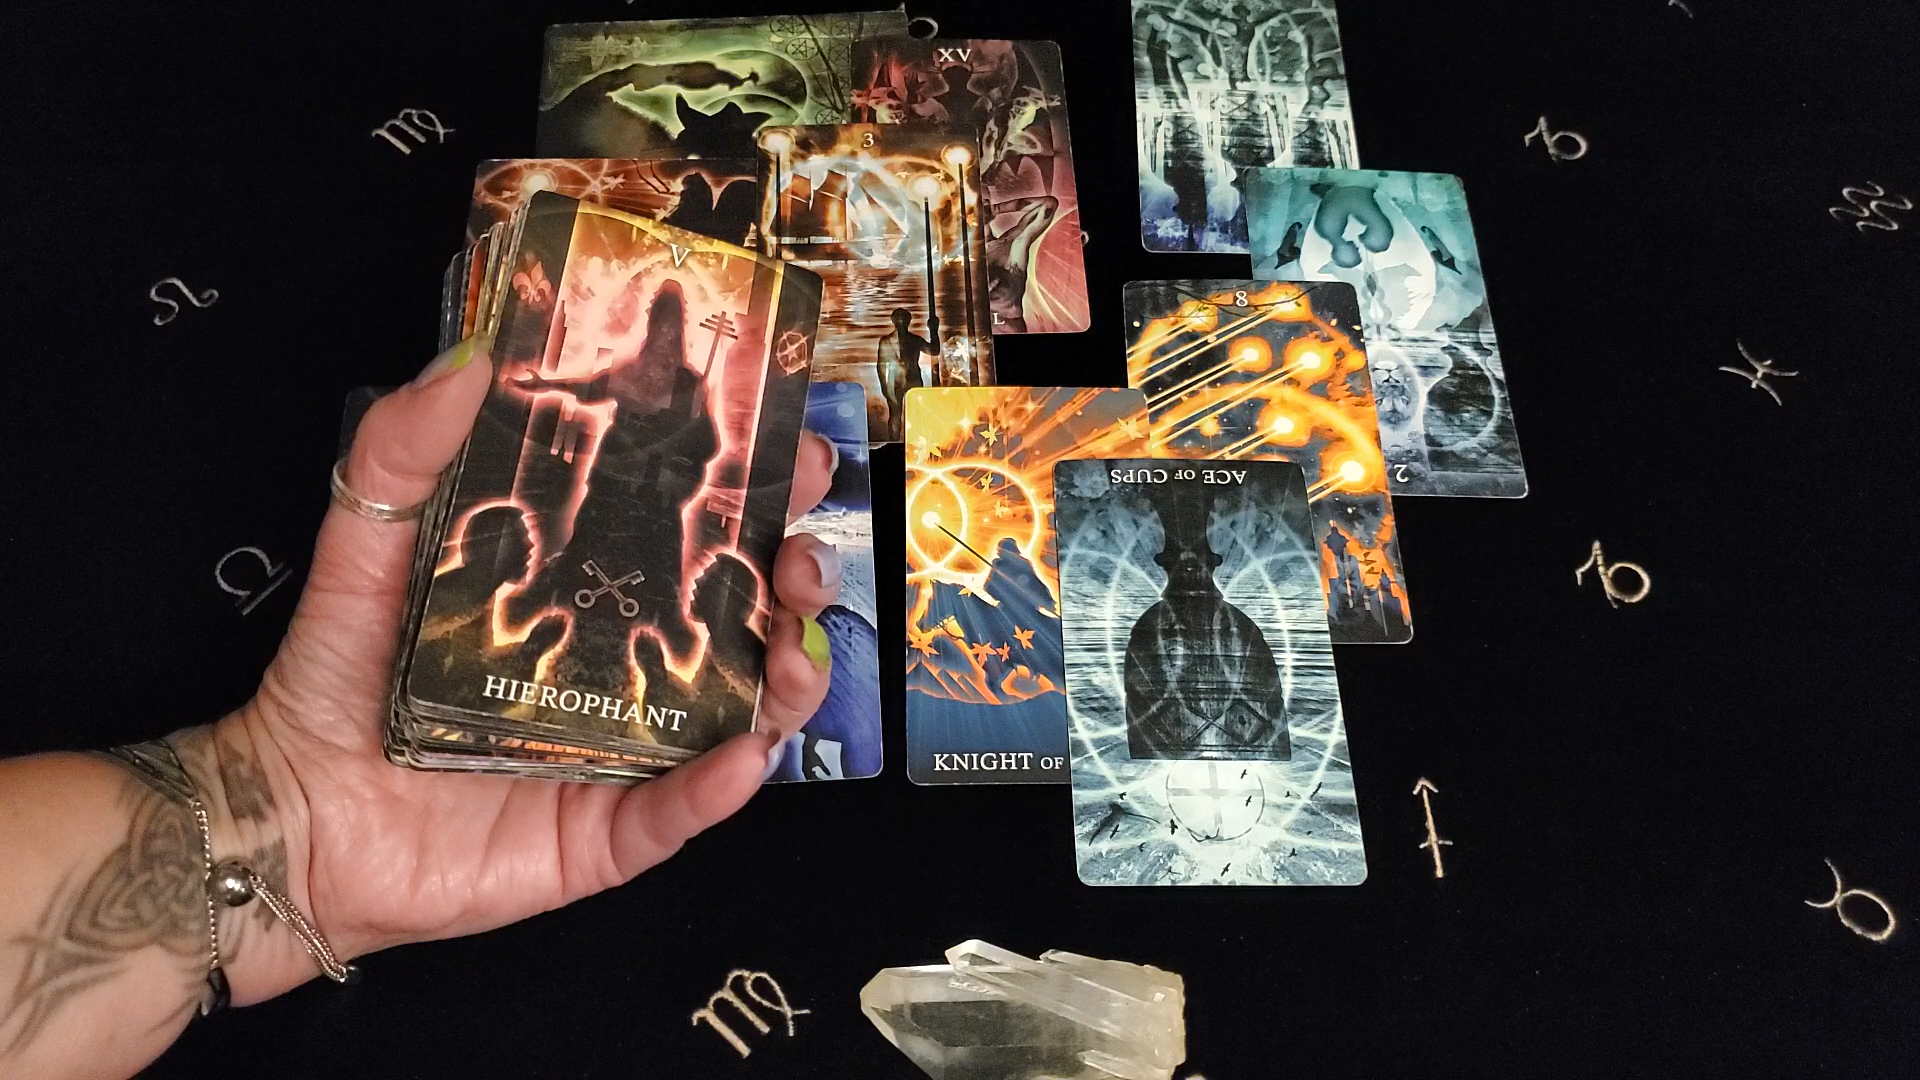 XV
3
V
L
8
2
ACE OF CUPS
HIEROPHANT
KNIGHT OF